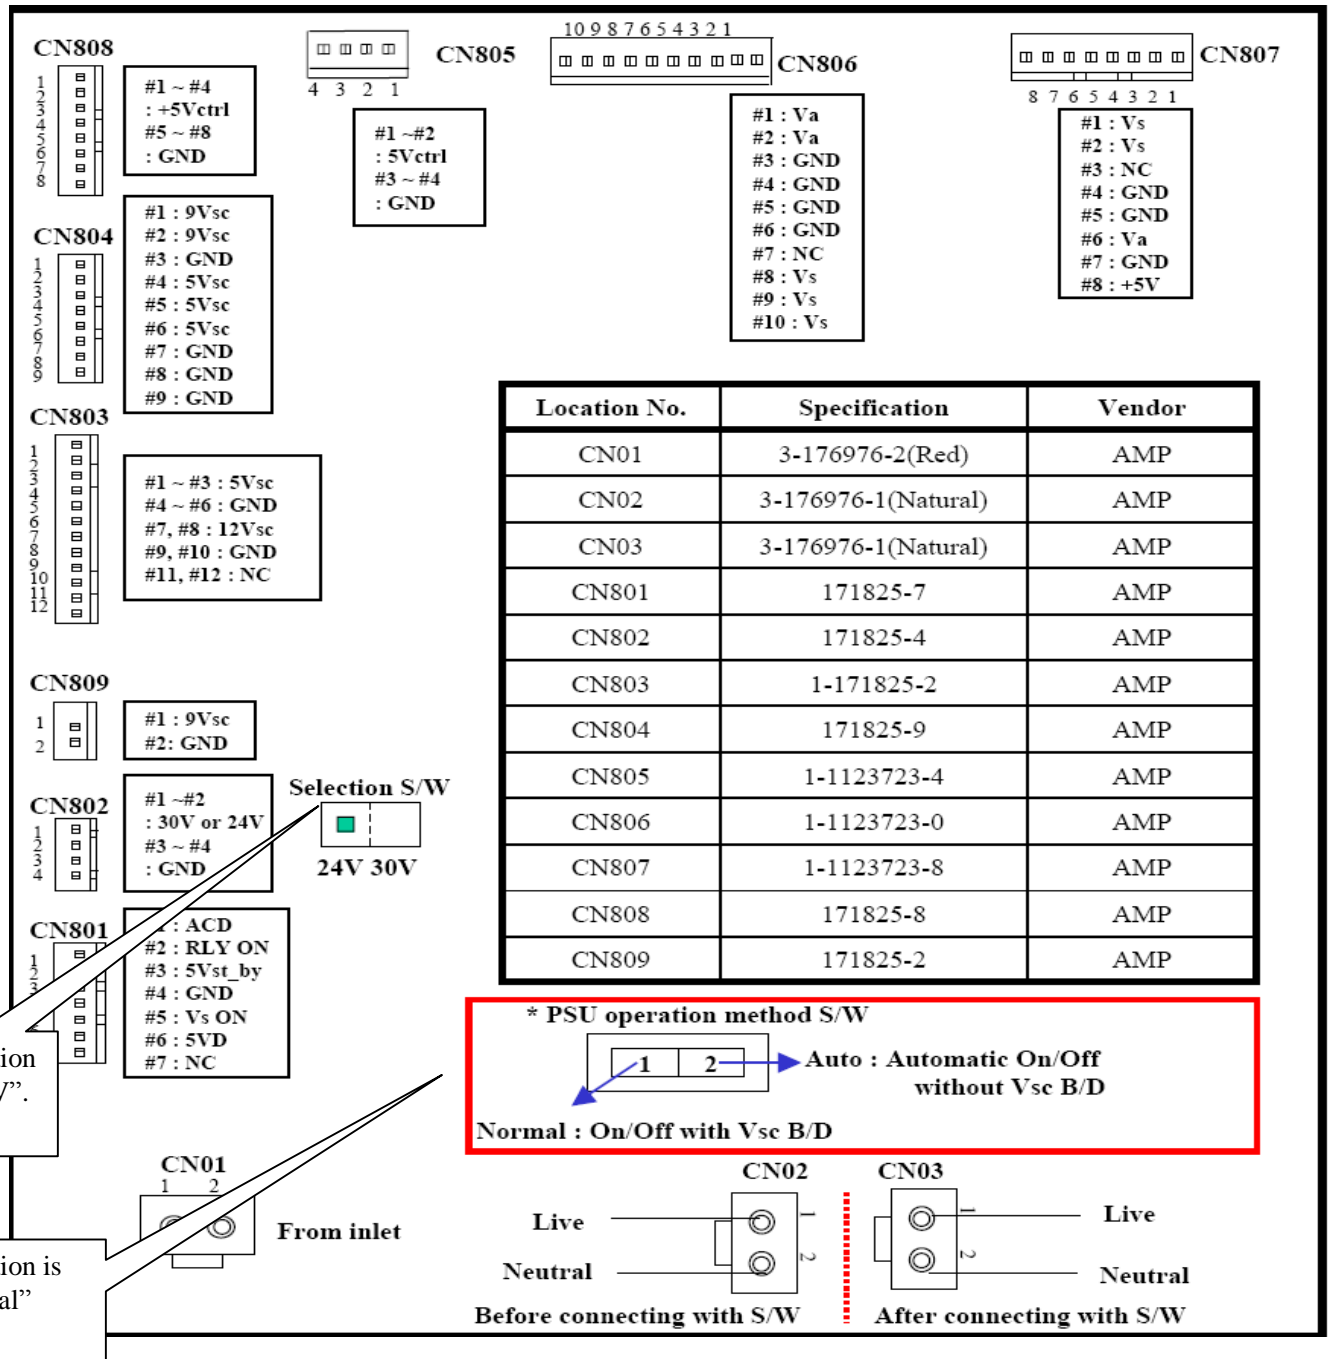 CN808
1
2
3
4
5
6
7
8
#1 ~ #4
: +5Vctrl
#5 ~ #8
: GND
CN805
4 3 2 1
#1 ~#2
: 5Vctrl
#3 ~ #4
: GND
10 9 8 7 6 5 4 3 2 1
CN806
#1 : Va
#2 : Va
#3 : GND
#4 : GND
#5 : GND
#6 : GND
#7 : NC
#8 : Vs
#9 : Vs
#10 : Vs
CN807
8 7 6 5 4 3 2 1
#1 : Vs
#2 : Vs
#3 : NC
#4 : GND
#5 : GND
#6 : Va
#7 : GND
#8 : +5V
CN804
1
2
3
4
5
6
7
8
9
#1 : 9Vsc
#2 : 9Vsc
#3 : GND
#4 : 5Vsc
#5 : 5Vsc
#6 : 5Vsc
#7 : GND
#8 : GND
#9 : GND
CN803
1
2
3
4
5
6
7
8
9
10
11
12
#1 ~ #3 : 5Vsc
#4 ~ #6 : GND
#7, #8 : 12Vsc
#9, #10 : GND
#11, #12 : NC
CN809
1
2
#1 : 9Vsc
#2: GND
CN802
1
2
3
4
#1 ~#2
: 30V or 24V
#3 ~ #4
: GND
Selection S/W
24V 30V
CN801
1
2
3
: ACD
#2 : RLY ON
#3 : 5Vst_by
#4 : GND
#5 : Vs ON
#6 : 5VD
#7 : NC
Location No. Specification Vendor
CN01 3-176976-2(Red) AMP
CN02 3-176976-1(Natural) AMP
CN03 3-176976-1(Natural) AMP
CN801 171825-7 AMP
CN802 171825-4 AMP
CN803 1-171825-2 AMP
CN804 171825-9 AMP
CN805 1-1123723-4 AMP
CN806 1-1123723-0 AMP
CN807 1-1123723-8 AMP
CN808 171825-8 AMP
CN809 171825-2 AMP
* PSU operation method S/W
1 2
Auto : Automatic On/Off
without Vsc B/D
Normal : On/Off with Vsc B/D
tion
V”.
CN01
1 2
From inlet
tion is
al”
CN02
1
2
Live
Neutral
Before connecting with S/W
CN03
1
2
Live
Neutral
After connecting with S/W